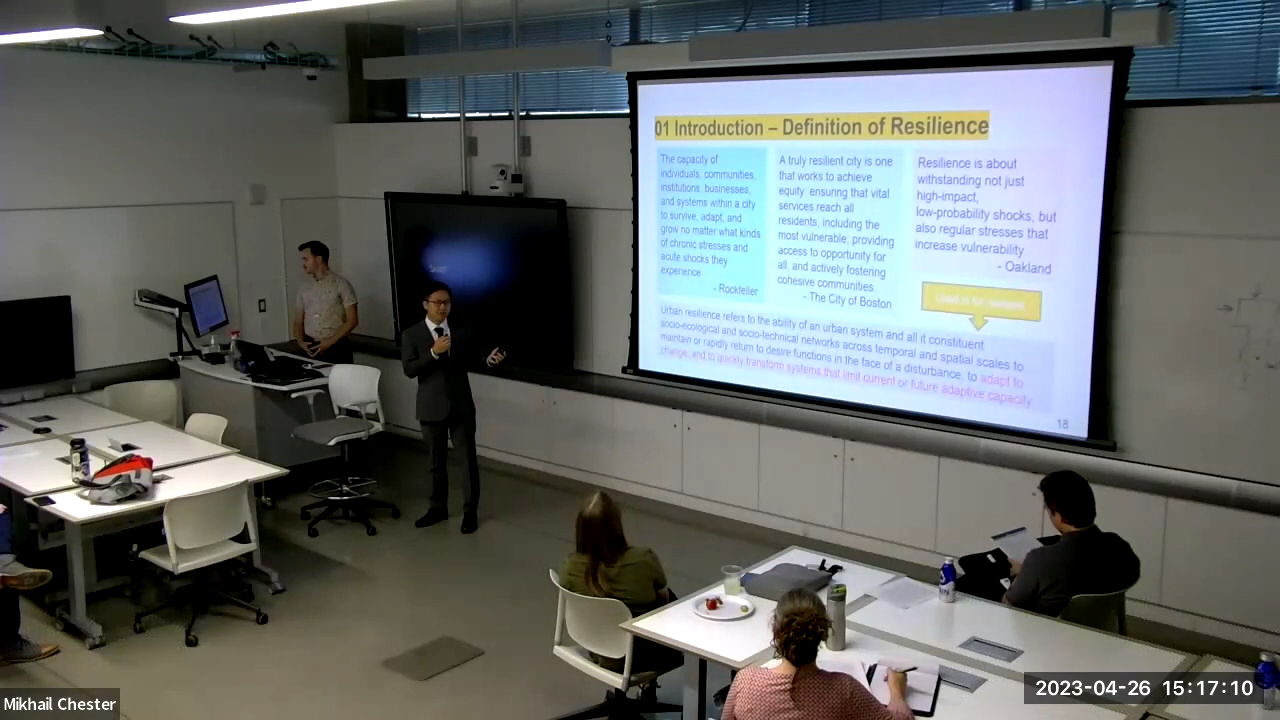 01 Introduction – Definition of Resilience
The capacity of
individuals, communities,
institutions, businesses,
and systems within a city
to survive, adapt, and
grow no matter what kinds
of chronic stresses and
acute shocks they
experience
- Rockfeller
A truly resilient city is one
that works to achieve
equity: ensuring that vital
services reach all
residents, including the
most vulnerable, providing
access to opportunity for
all, and actively fostering
cohesive communities
- The City of Boston
Resilience is about
withstanding not just
high-impact,
low-probability shocks, but
also regular stresses that
increase vulnerability
- Oakland
Urban resilience refers to the ability of an urban system and all it constituent
socio-ecological and socio-technical networks across temporal and spatial scales to
maintain or rapidly return to desire functions in the face of a disturbance, to adapt to
change, and to quickly transform systems that limit current or future adaptive capacity
18
Mikhail Chester
2023-04-26 15:17:10